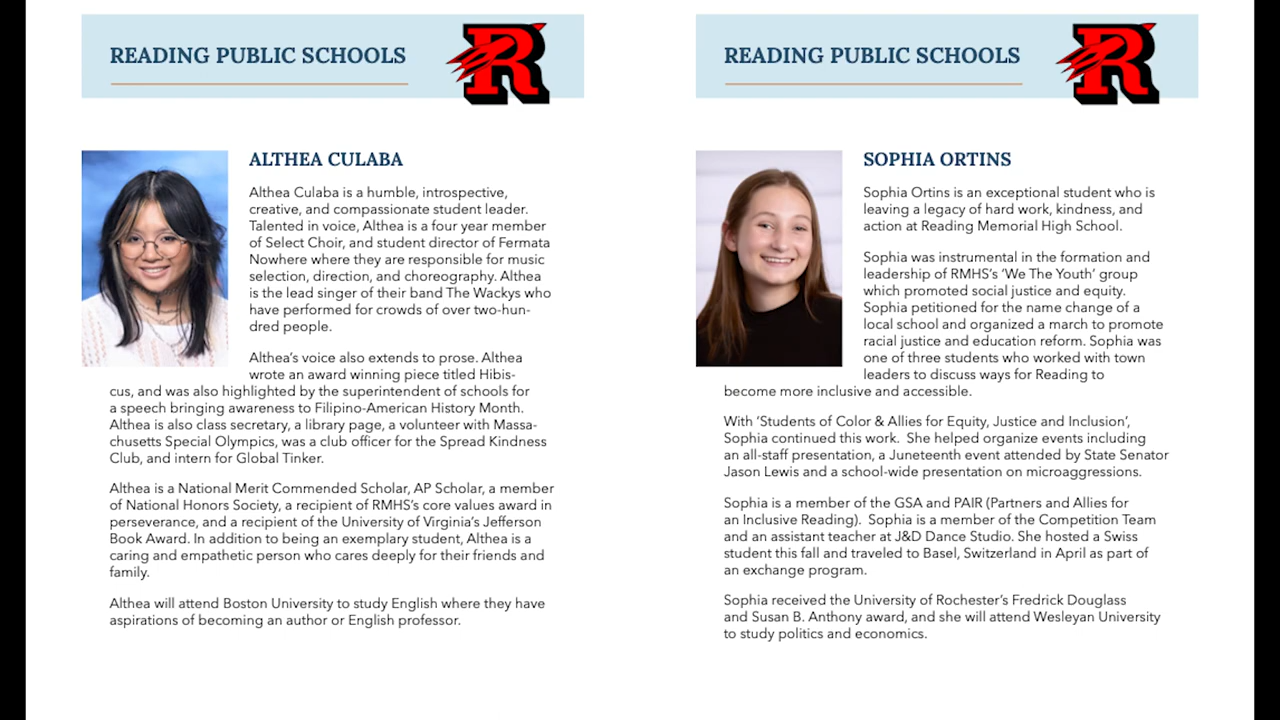 READING PUBLIC SCHOOLS
R
ALTHEA CULABA
Althea Culaba is a humble, introspective,
creative, and compassionate student leader.
Talented in voice, Althea is a four year member
of Select Choir, and student director of Fermata
Nowhere where they are responsible for music
selection, direction, and choreography. Althea
is the lead singer of their band The Wackys who
have performed for crowds of over two-hun-
dred people.
Althea's voice also extends to prose. Althea
wrote an award winning piece titled Hibis-
cus, and was also highlighted by the superintendent of schools for
a speech bringing awareness to Filipino-American History Month.
Althea is also class secretary, a library page, a volunteer with Massa-
chusetts Special Olympics, was a club officer for the Spread Kindness
Club, and intern for Global Tinker.
Althea is a National Merit Commended Scholar, AP Scholar, a member
of National Honors Society, a recipient of RMHS's core values award in
perseverance, and a recipient of the University of Virginia's Jefferson
Book Award. In addition to being an exemplary student, Althea is a
caring and empathetic person who cares deeply for their friends and
family.
Althea will attend Boston University to study English where they have
aspirations of becoming an author or English professor.
READING PUBLIC SCHOOLS
R
SOPHIA ORTINS
Sophia Ortins is an exceptional student who is
leaving a legacy of hard work, kindness, and
action at Reading Memorial High School.
Sophia was instrumental in the formation and
leadership of RMHS's 'We The Youth' group
which promoted social justice and equity.
Sophia petitioned for the name change of a
local school and organized a march to promote
racial justice and education reform. Sophia was
one of three students who worked with town
leaders to discuss ways for Reading to
become more inclusive and accessible.
With 'Students of Color & Allies for Equity, Justice and Inclusion',
Sophia continued this work. She helped organize events including
an all-staff presentation, a Juneteenth event attended by State Senator
Jason Lewis and a school-wide presentation on microaggressions.
Sophia is a member of the GSA and PAIR (Partners and Allies for
an Inclusive Reading). Sophia is a member of the Competition Team
and an assistant teacher at J&D Dance Studio. She hosted a Swiss
student this fall and traveled to Basel, Switzerland in April as part of
an exchange program.
Sophia received the University of Rochester's Fredrick Douglass
and Susan B. Anthony award, and she will attend Wesleyan University
to study politics and economics.